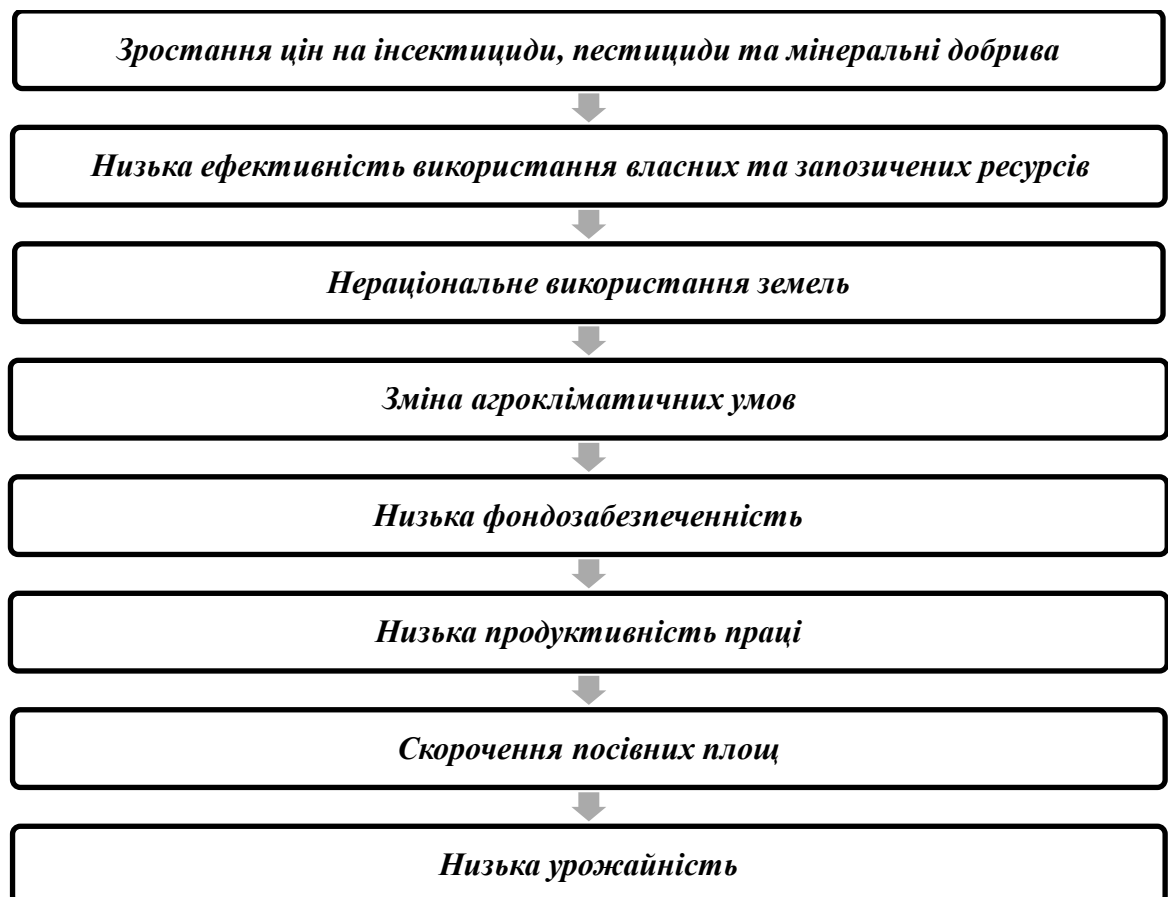 Зростання цін на інсектициди, пестициди та мінеральні добрива
Низька ефективність використання власних та запозичених ресурсів
Нераціональне використання земель
Зміна агрокліматичних умов
Низька фондозабезпеченність
Низька продуктивність праці
Скорочення посівних площ
Низька урожайність